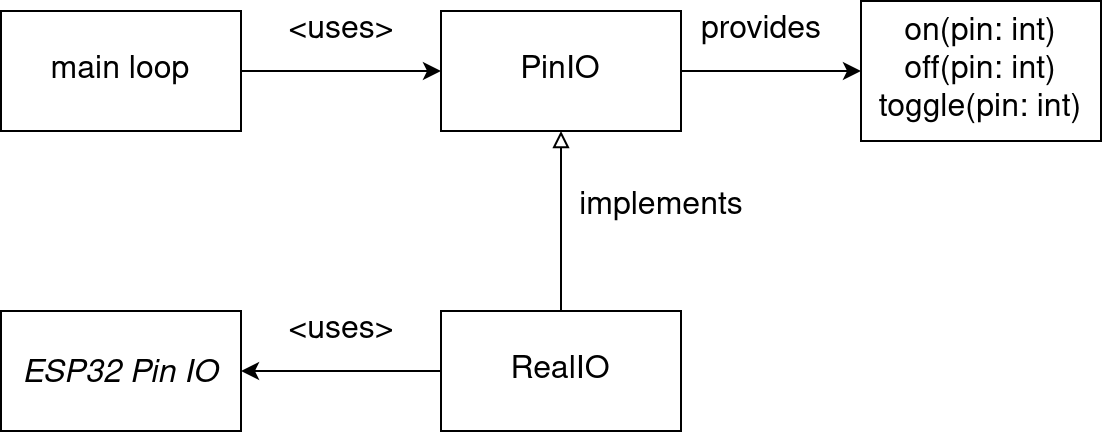 <uses>
provides
on(pin: int)
main loop
PinIO
off(pin: int)
toggle(pin: int)
implements
<uses>
ESP32 Pin IO
RealIO